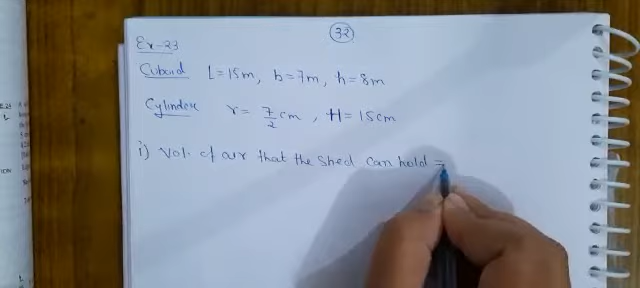 32
Ex-23
Cuboid L=15m, b=7m, h=8m
Cylinder r= 7/2 cm, H=15cm
i) Vol. of air that the shed can hold =